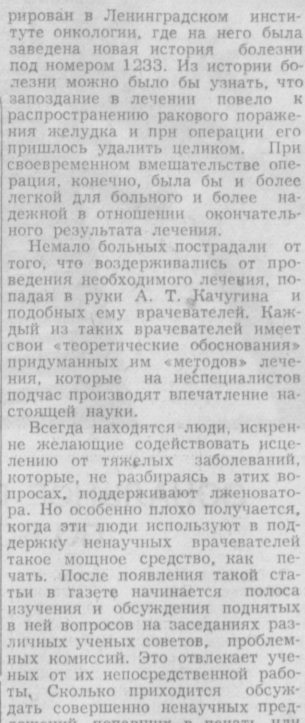 рирован в Ленинградском инсти-
туте онкологии, где на него была
заведена новая история болезни
под номером 1233. Из истории бо-
лезни можно было бы узнать, что
запоздание в лечении повело к
распространению ракового пораже-
ния желудка и при операции его
пришлось удалить целиком. При
своевременном вмешательстве опе-
рация, конечно, была бы и более
легкой для больного и более на-
дежной в отношении окончатель-
ного результата лечения.
Немало больных пострадали от
того, что воздерживались от про-
ведения необходимого лечения, по-
падая в руки А. Т. Качугина и
подобных ему врачевателей. Каж-
дый из таких врачевателей имеет
свои «теоретические обоснования»
придуманных им «методов» лече-
ния, которые на неспециалистов
подчас производят впечатление на-
стоящей науки.
Всегда находятся люди, искрен-
не желающие содействовать исце-
лению от тяжелых заболеваний,
которые, не разбираясь в этих во-
просах, поддерживают лженовато-
ра. Но особенно плохо получается,
когда эти люди используют в под-
держку ненаучных врачевателей
такое мощное средство, как пе-
чать. После появления такой ста-
тьи в газете начинается полоса
изучения и обсуждения поднятых
в ней вопросов на заседаниях раз-
личных ученых советов, проблем-
ных комиссий. Это отвлекает уче-
ных от их непосредственной рабо-
ты. Сколько приходится обсуж-
дать совершенно ненаучных пред-